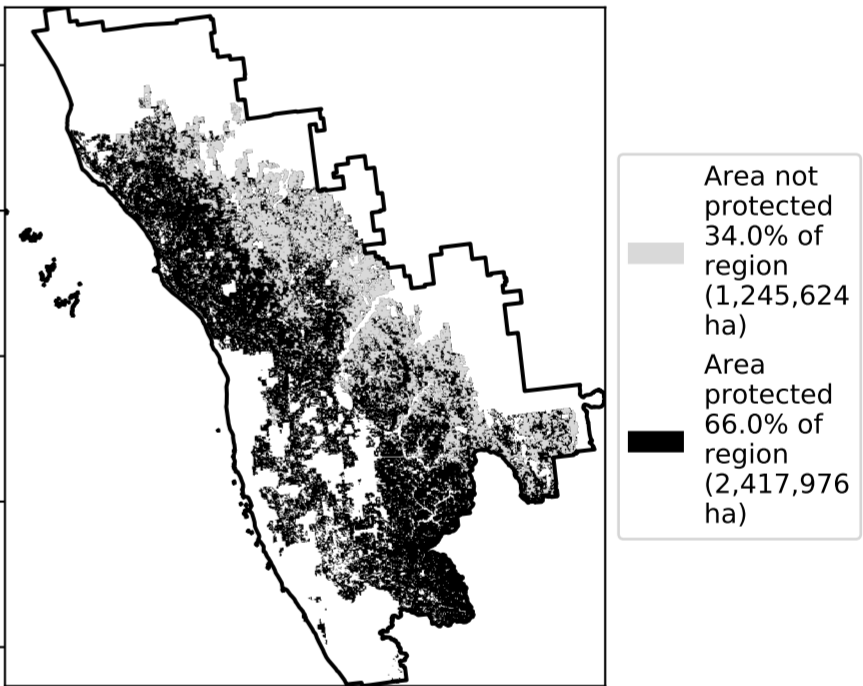 Area not
protected
34.0% of
region
(1,245,624
ha)
Area
protected
66.0% of
region
(2,417,976
ha)